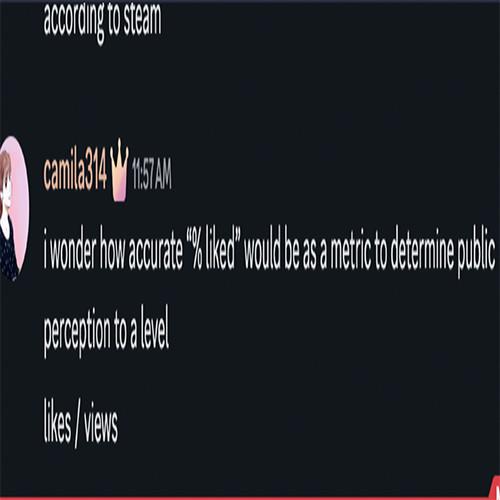 according to steam
camila314 11:57 AM
i wonder how accurate “% liked” would be as a metric to determine public
perception to a level
likes / views